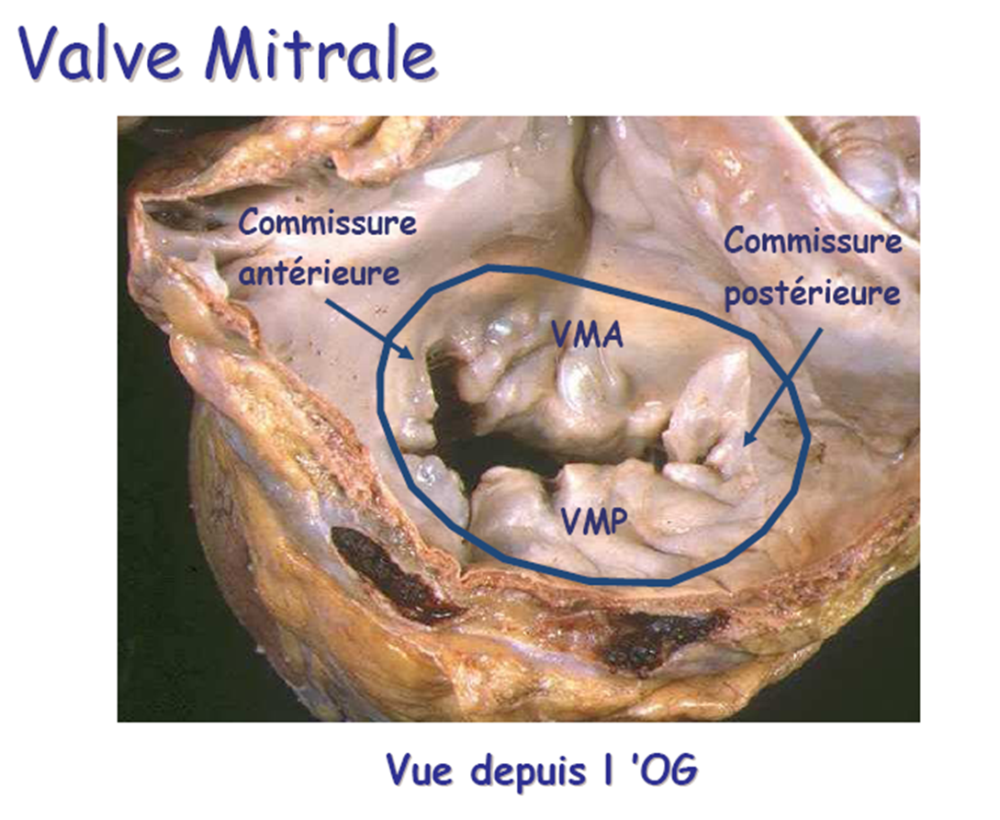 Valve Mitrale
Commissure
antérieure
Commissure
postérieure
VMA
VMP
Vue depuis l 'OG